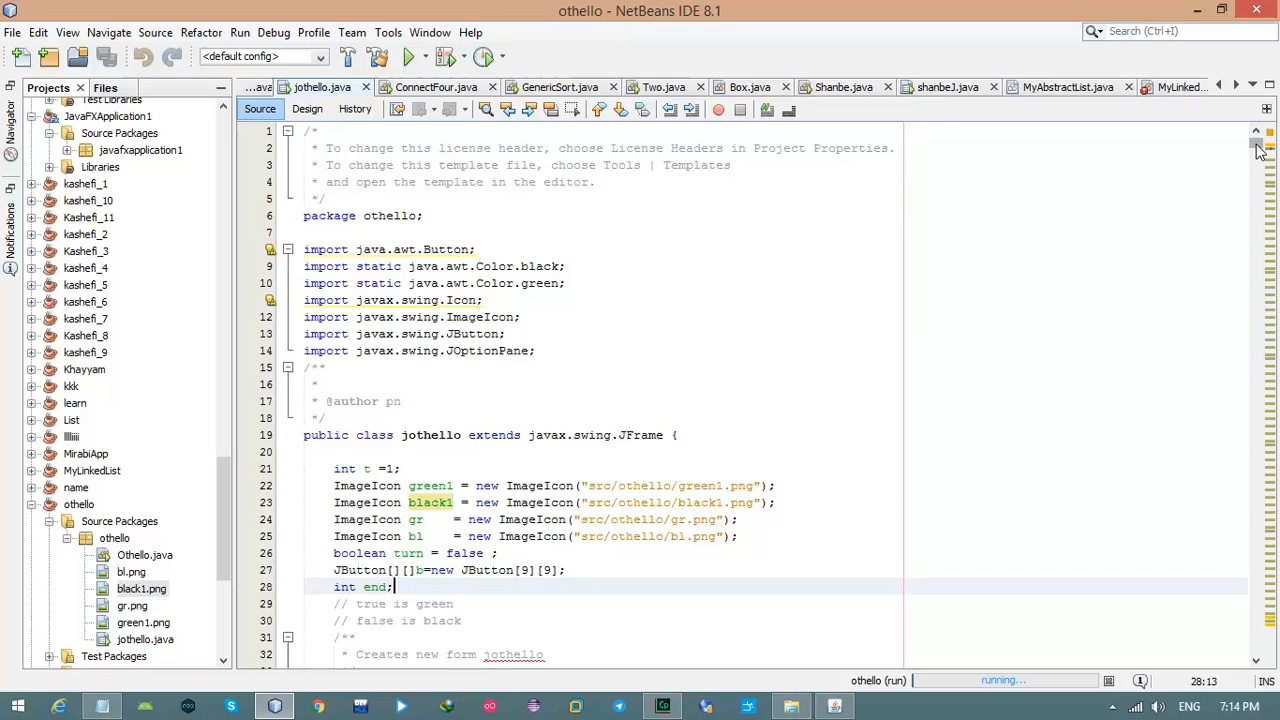 othello - NetBeans IDE 8.1
File Edit View Navigate Source Refactor Run Debug Profile Team Tools Window Help
Search (Ctrl+I)
<default config>
Projects Files
...ava jothello.java ConnectFour.java GenericSort.java Two.java Box.java Shanbe.java shanbeJ.java MyAbstractList.java MyLinked...
Source Design History
Navigator
Notifications
Test Libraries
JavaFXApplication1
Source Packages
javafxapplication1
Libraries
kashefi_1
kashefi_10
Kashefi_11
kashefi_2
Kashefi_3
kashefi_4
Kashefi_5
kashefi_6
kashefi_7
Kashefi_8
kashefi_9
Khayyam
kkk
learn
List
MirabiApp
MyLinkedList
name
othello
Source Packages
othello
Othello.java
bl.png
black1.png
gr.png
green1.png
jothello.java
Test Packages
1 /*
2 * To change this license header, choose License Headers in Project Properties.
3 * To change this template file, choose Tools | Templates
4 * and open the template in the editor.
5 */
6 package othello;
7
import java.awt.Button;
9 import static java.awt.Color.black;
10 import static java.awt.Color.green;
import javax.swing.Icon;
12 import javax.swing.ImageIcon;
13 import javax.swing.JButton;
14 import javax.swing.JOptionPane;
15 /**
16 *
17 * @author pn
18 */
19 public class jothello extends javax.swing.JFrame {
20
21 int t =1;
22 ImageIcon green1 = new ImageIcon("src/othello/green1.png");
23 ImageIcon black1 = new ImageIcon("src/othello/black1.png");
24 ImageIcon gr = new ImageIcon("src/othello/gr.png");
25 ImageIcon bl = new ImageIcon("src/othello/bl.png");
26 boolean turn = false ;
27 JButton[][]b=new JButton[9][9];
28 int end;
29 // true is green
30 // false is black
31 /**
32 * Creates new form jothello
othello (run) running... 28:13 INS
ENG 7:14 PM